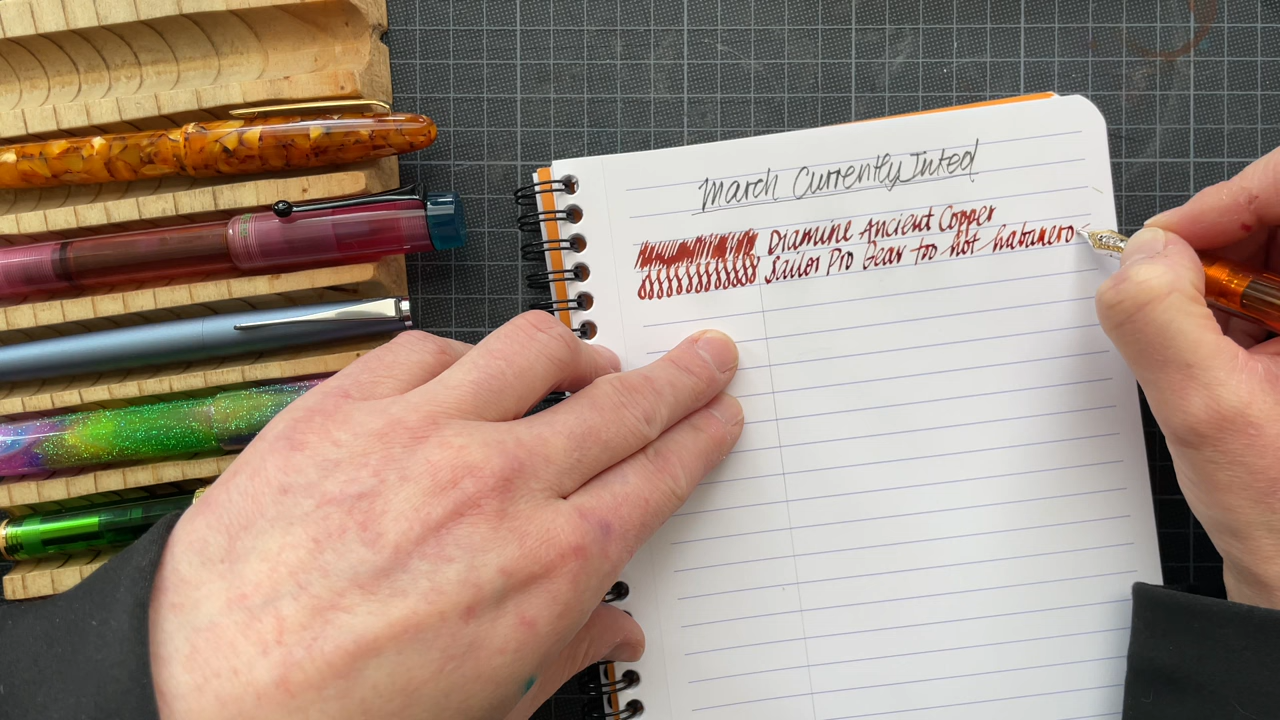 March Currently Inked
Diamine Ancient Copper
Sailor Pro Gear too hot habanero